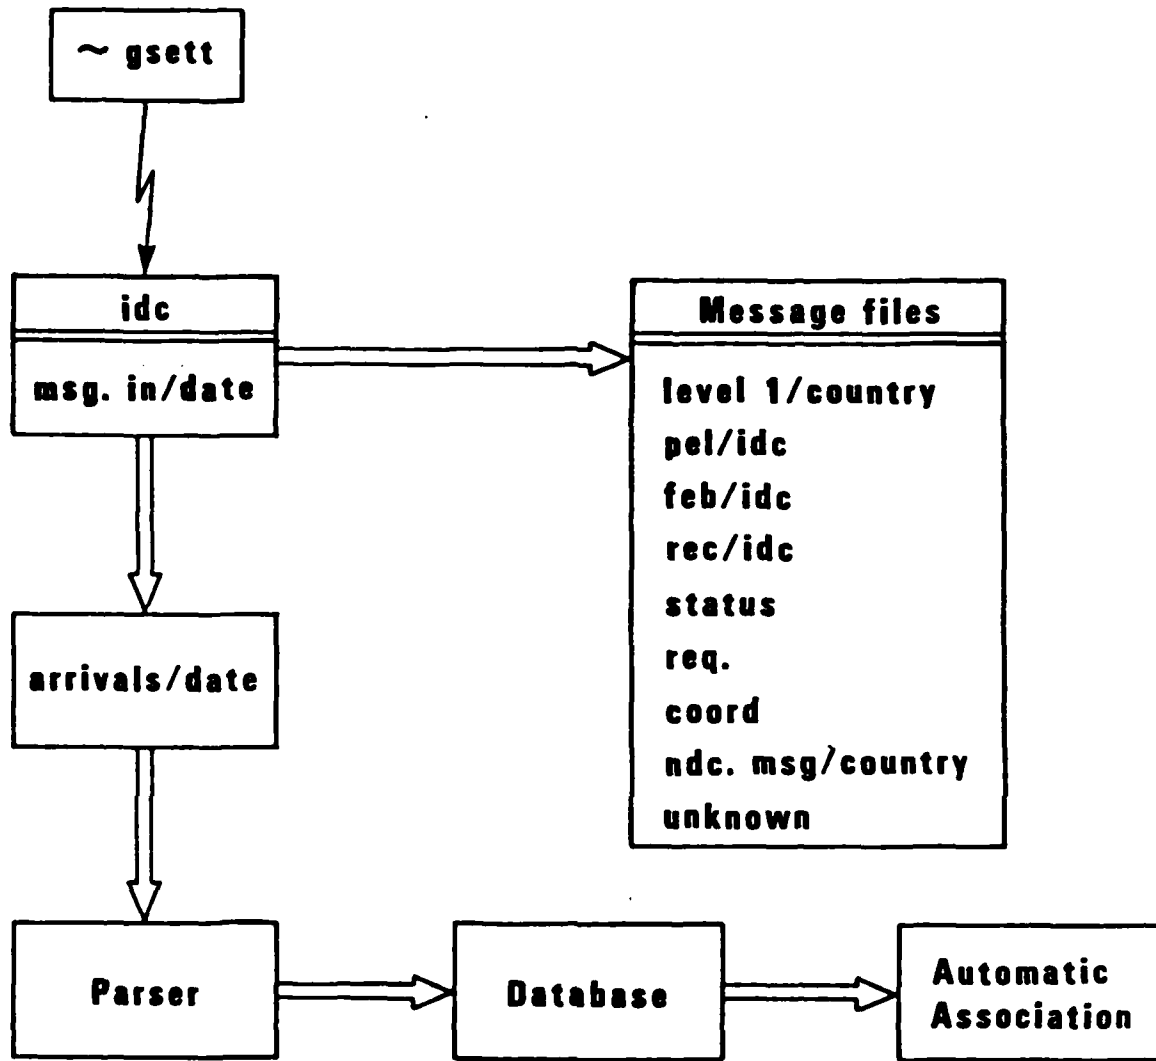 ~ gsett
idc
msg. in/date
Message files
level 1/country
pel/idc
feb/idc
rec/idc
status
req.
coord
ndc. msg/country
unknown
arrivals/date
Parser
Database
Automatic
Association